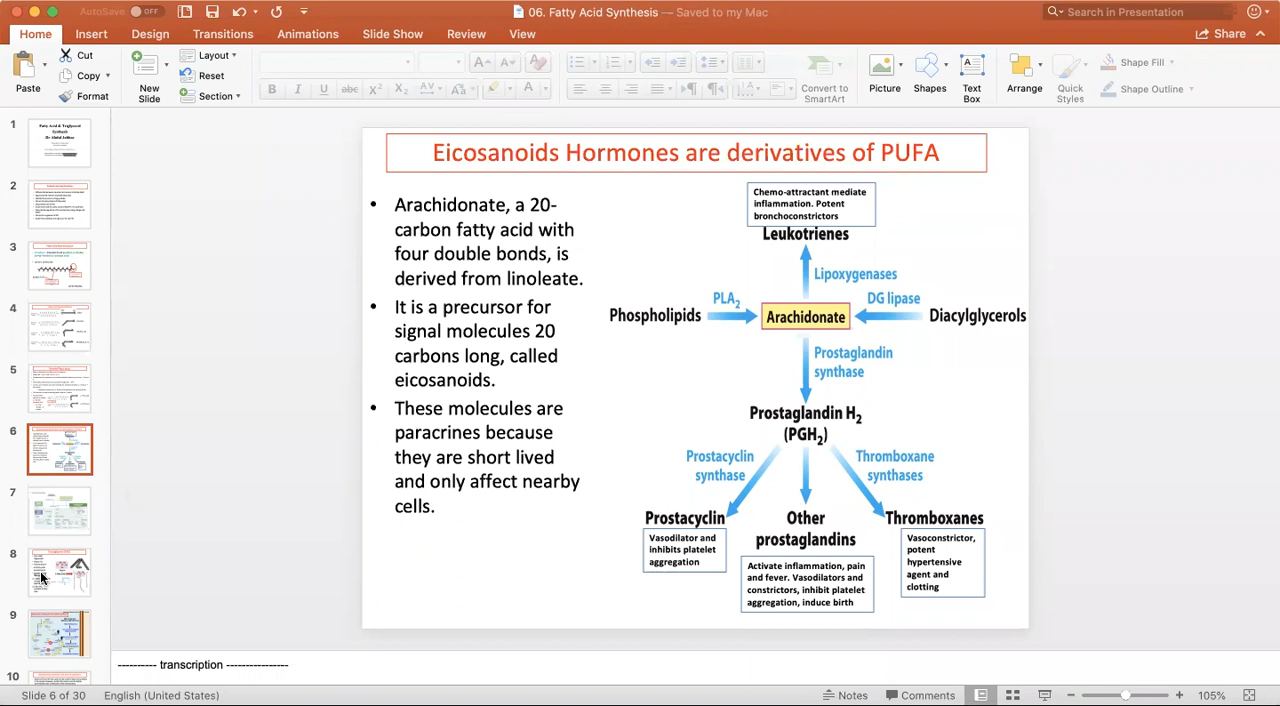 AutoSave OFF
06. Fatty Acid Synthesis — Saved to my Mac
Search in Presentation
Home Insert Design Transitions Animations Slide Show Review View
Share
Paste
Cut
Copy
Format
New
Slide
Layout
Reset
Section
Convert to
SmartArt
Picture
Shapes
Text
Box
Arrange
Quick
Styles
Shape Fill
Shape Outline
1
2
3
4
5
6
7
8
9
10
Eicosanoids Hormones are derivatives of PUFA
• Arachidonate, a 20-
carbon fatty acid with
four double bonds, is
derived from linoleate.
• It is a precursor for
signal molecules 20
carbons long, called
eicosanoids.
• These molecules are
paracrines because
they are short lived
and only affect nearby
cells.
Chemo-attractant mediate
inflammation. Potent
bronchoconstrictors
Leukotrienes
Lipoxygenases
Phospholipids
PLA2
Arachidonate
DG lipase
Diacylglycerols
Prostaglandin
synthase
Prostaglandin H2
(PGH2)
Prostacyclin
synthase
Thromboxane
synthases
Prostacyclin
Vasodilator and
inhibits platelet
aggregation
Other
prostaglandins
Activate inflammation, pain
and fever. Vasodilators and
constrictors, inhibit platelet
aggregation, induce birth
Thromboxanes
Vasoconstrictor,
potent
hypertensive
agent and
clotting
---------- transcription ----------------
Slide 6 of 30 English (United States)
Notes Comments 105%